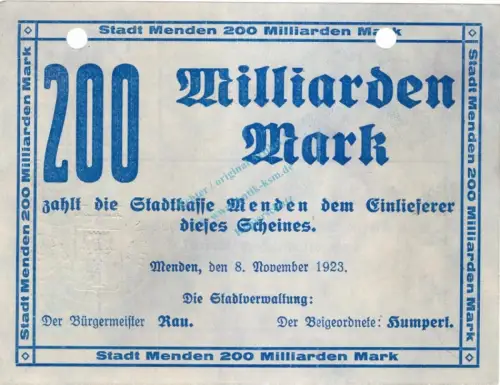 Stadt Menden 200 Milliarden Mark
Stadt Menden 200 Milliarden Mark
Stadt Menden 200 Milliarden Mark
200 Milliarden
Mark
zahlt die Stadtkasse Menden dem Einlieferer
dieses Scheines.
Menden, den 8. November 1923.
Die Stadtverwaltung:
Der Bürgermeister Rau. Der Beigeordnete: Humperl.
Stadt Menden 200 Milliarden Mark